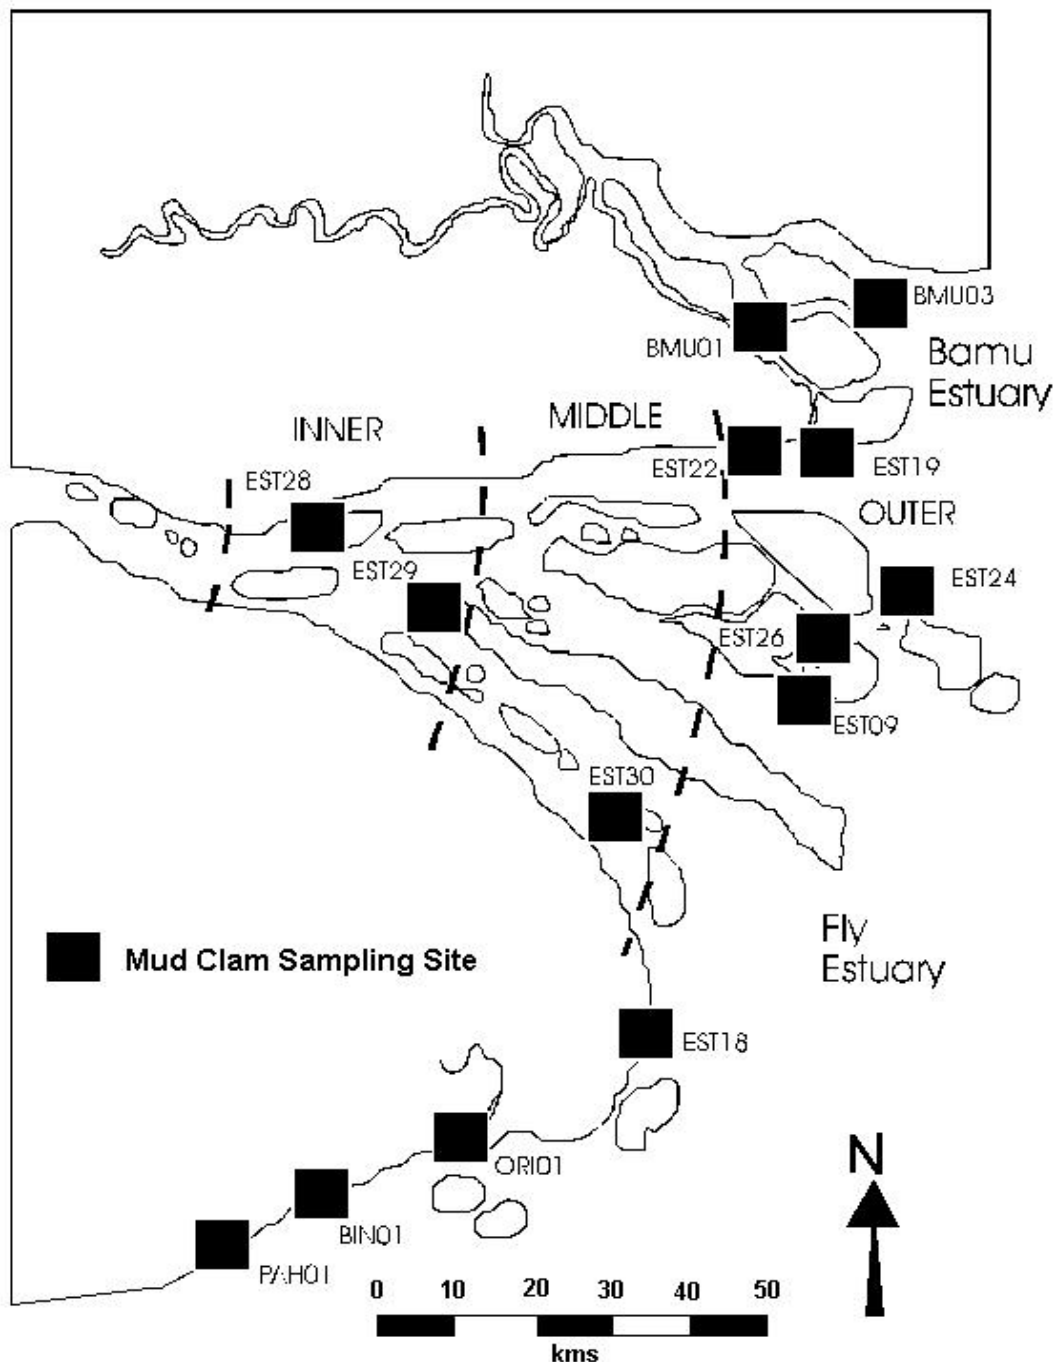 BMU03
BMU01
Bamu
Estuary
INNER
MIDDLE
EST28
EST22
EST19
OUTER
EST29
EST24
EST26
EST09
EST30
Fly
Estuary
Mud Clam Sampling Site
EST18
ORI01
BIN01
PAH01
N
0 10 20 30 40 50
kms